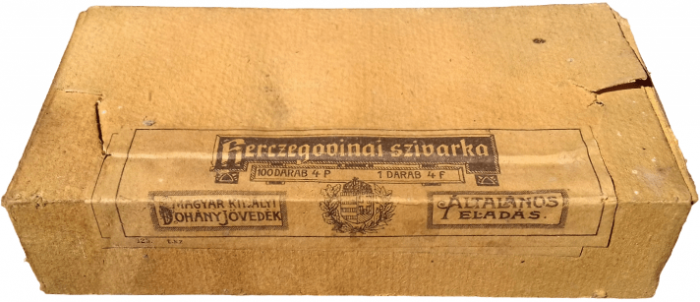 Herczegovinai szivarka
100 DARAB 4 P 1 DARAB 4 F
MAGYAR KIRÁLYI
DOHÁNYJÖVEDÉK
ÁLTALÁNOS
ELADÁS.